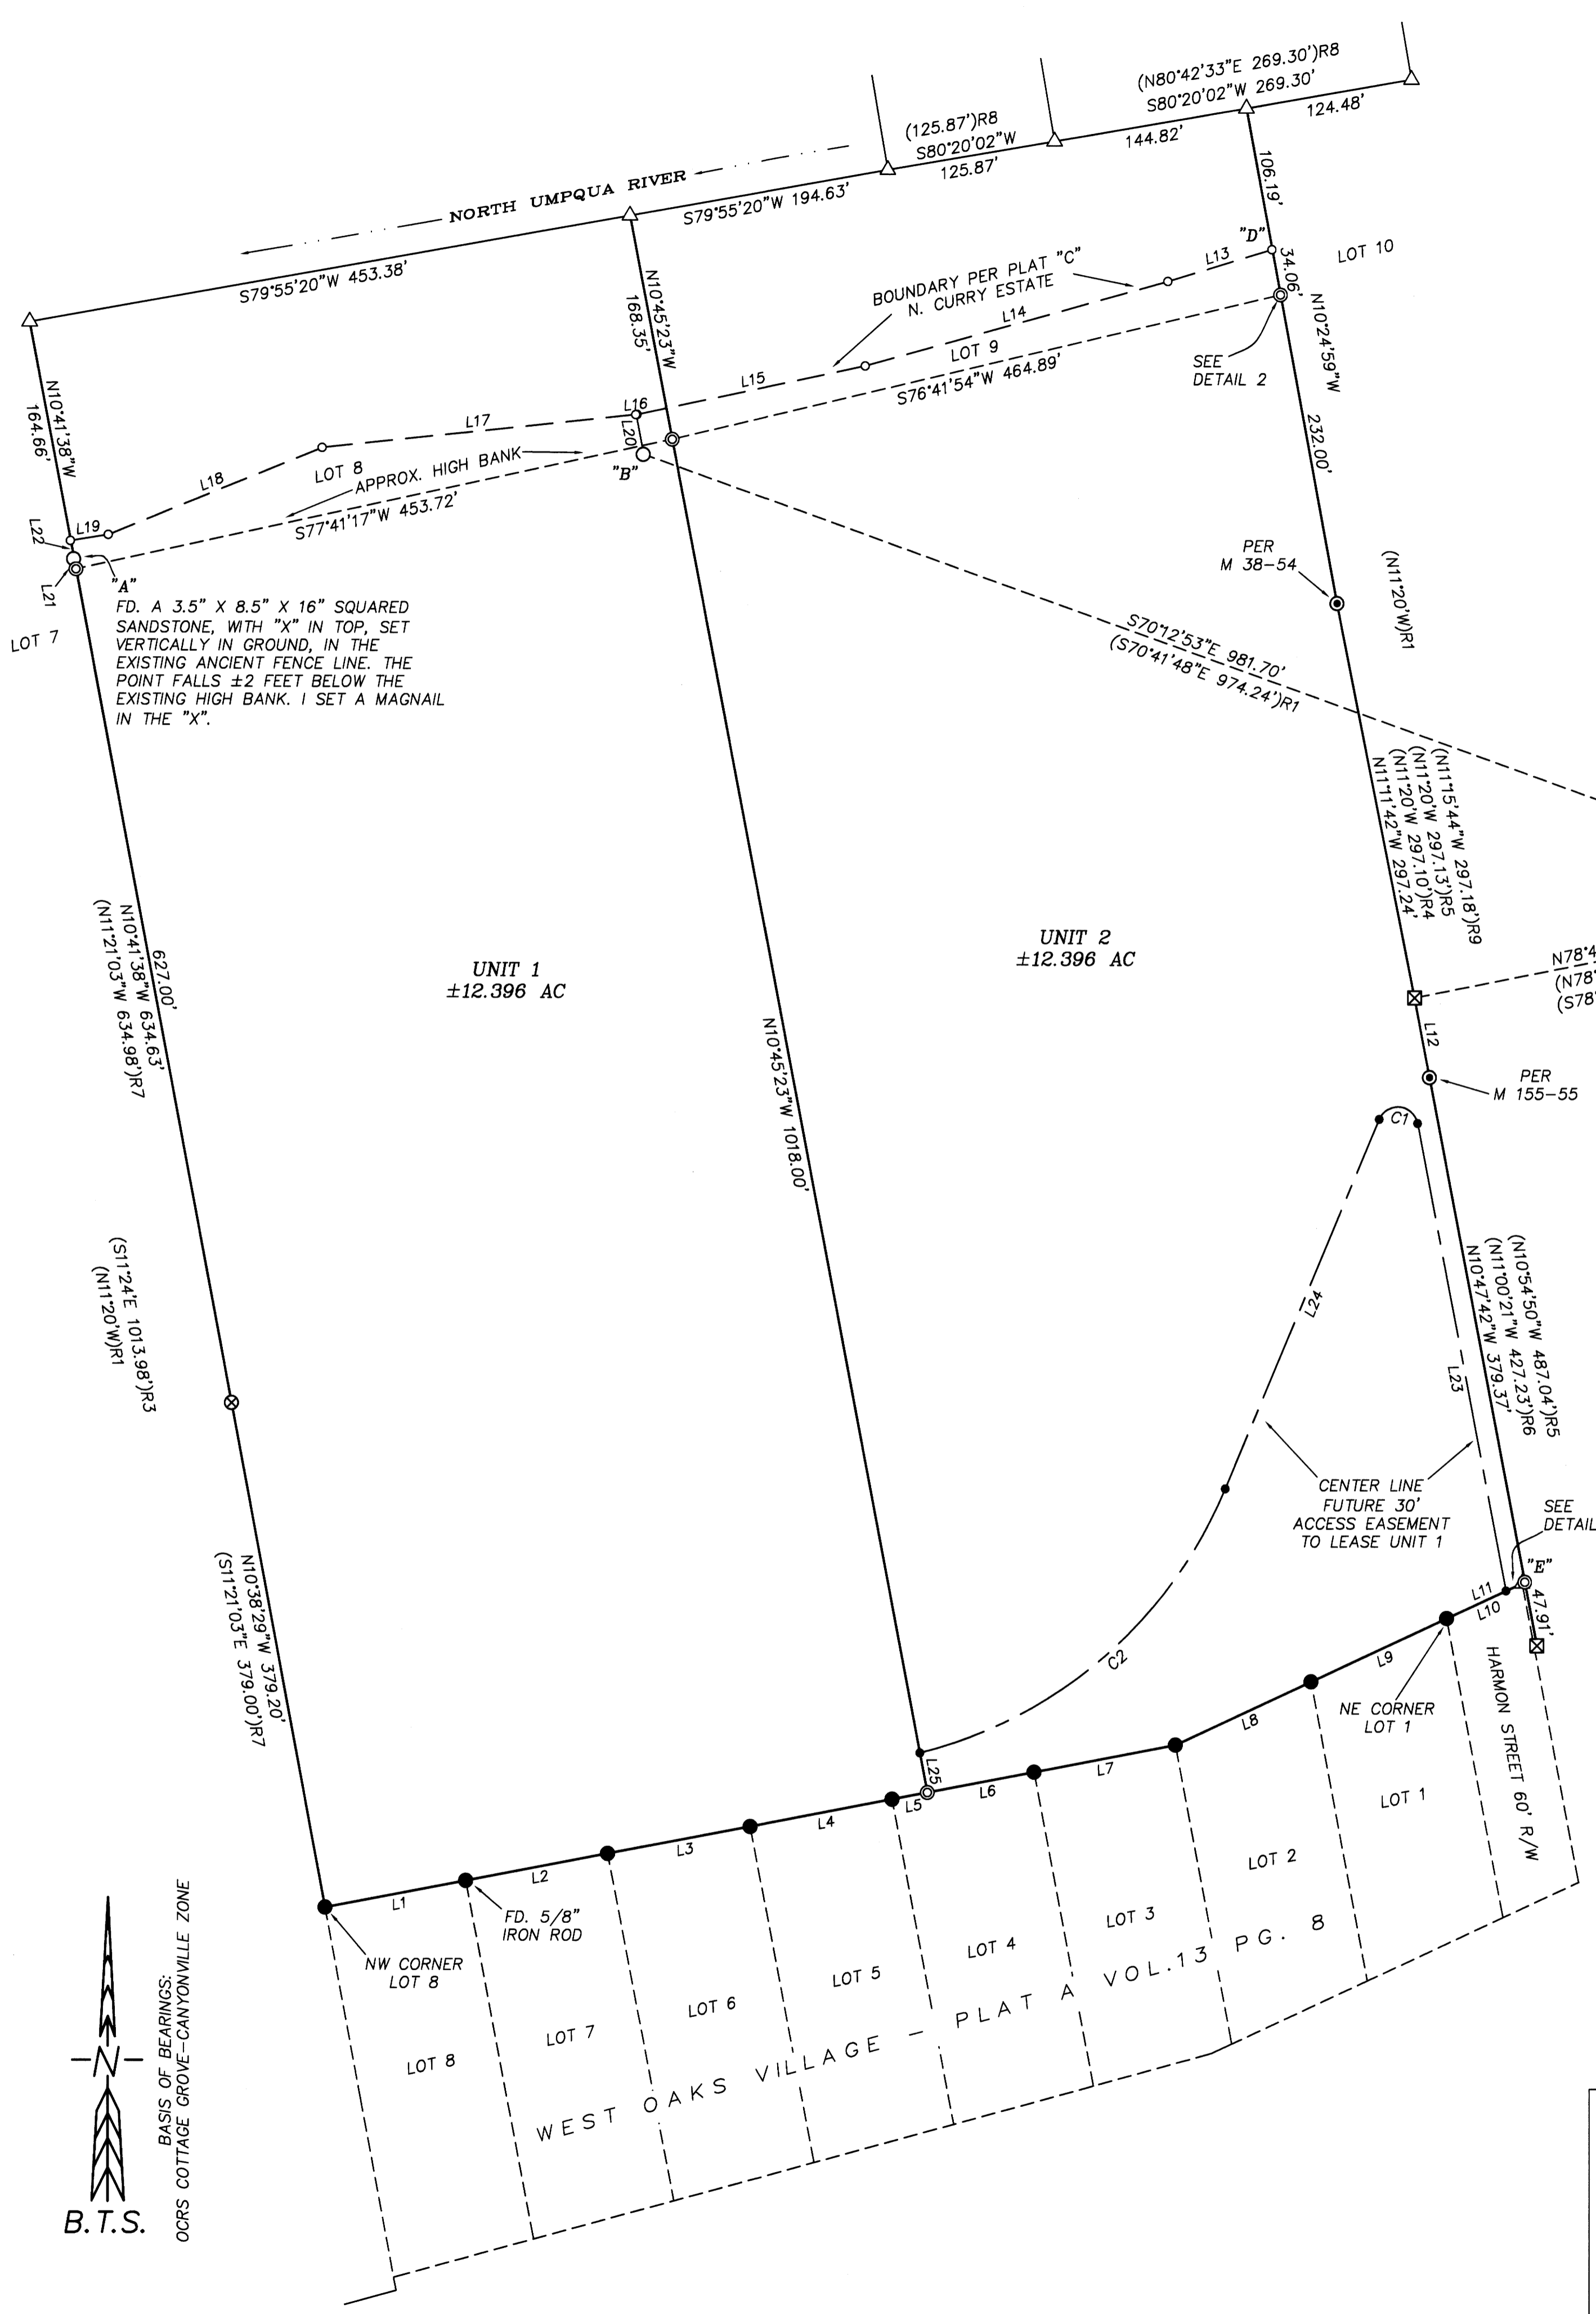 (N80°42'33"E 269.30')R8
S80°20'02"W 269.30'
124.48'
(125.87')R8
S80°20'02"W
125.87'
144.82'
NORTH UMPQUA RIVER
S79°55'20"W 194.63'
S79°55'20"W 453.38'
106.19'
"D"
34.06'
LOT 10
L13
BOUNDARY PER PLAT "C"
N. CURRY ESTATE
L14
LOT 9
S76°41'54"W 464.89'
SEE
DETAIL 2
N10°24'59"W
232.00'
N10°45'23"W
168.35'
L15
L16
L20
"B"
L17
L18
LOT 8
APPROX. HIGH BANK
S77°41'17"W 453.72'
N10°41'38"W
164.66'
L19
L22
L21
"A"
LOT 7
FD. A 3.5" X 8.5" X 16" SQUARED
SANDSTONE, WITH "X" IN TOP, SET
VERTICALLY IN GROUND, IN THE
EXISTING ANCIENT FENCE LINE. THE
POINT FALLS ±2 FEET BELOW THE
EXISTING HIGH BANK. I SET A MAGNAIL
IN THE "X".
PER
M 38-54
(N11°20'W)R1
S70°12'53"E 981.70'
(S70°41'48"E 974.24')R1
(N11°15'44"W 297.18')R9
(N11°20'W 297.13')R5
(N11°20'W 297.10')R4
N11°11'42"W 297.24'
UNIT 1
±12.396 AC
UNIT 2
±12.396 AC
N78°4
(N78°
(S78°
627.00'
N10°41'38"W 634.63'
(N11°21'03"W 634.98')R7
N10°45'23"W 1018.00'
L12
PER
M 155-55
C1
(S11°24'E 1013.98')R3
(N11°20'W)R1
L24
L23
(N10°54'50"W 487.04')R5
(N11°00'21"W 427.23')R6
N10°47'42"W 379.37'
CENTER LINE
FUTURE 30'
ACCESS EASEMENT
TO LEASE UNIT 1
SEE
DETAIL
"E"
47.91'
N10°38'29"W 379.20'
(S11°21'03"E 379.00')R7
C2
L25
L11
L10
L9
L8
L7
L6
L5
L4
L3
L2
L1
NE CORNER
LOT 1
HARMON STREET 60' R/W
FD. 5/8"
IRON ROD
NW CORNER
LOT 8
LOT 1
LOT 2
LOT 3
LOT 4
LOT 5
LOT 6
LOT 7
LOT 8
WEST OAKS VILLAGE – PLAT A VOL.13 PG. 8
N
B.T.S.
BASIS OF BEARINGS:
OCRS COTTAGE GROVE-CANYONVILLE ZONE